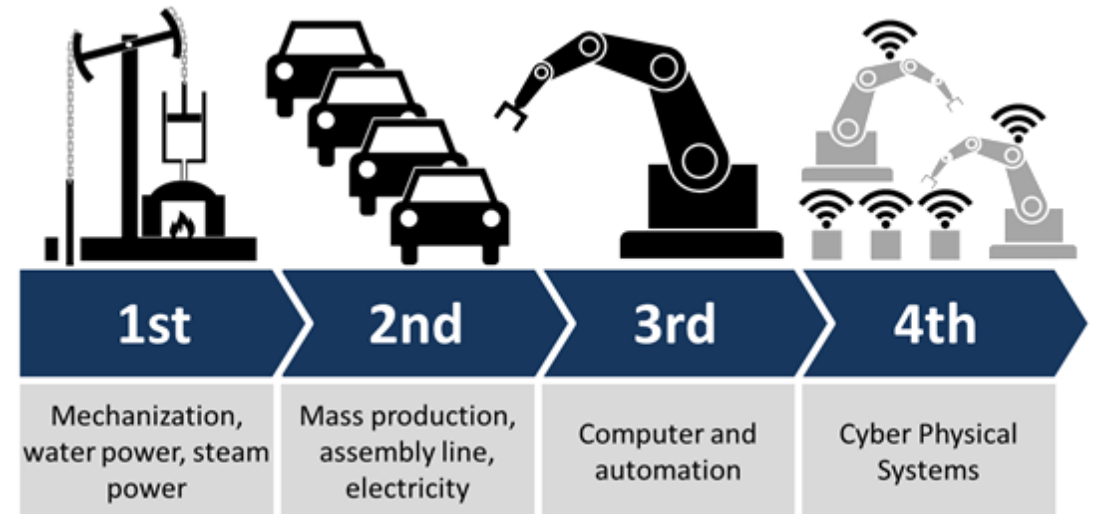 1st
2nd
3rd
4th
Mechanization,
water power, steam
power
Mass production,
assembly line,
electricity
Computer and
automation
Cyber Physical
Systems